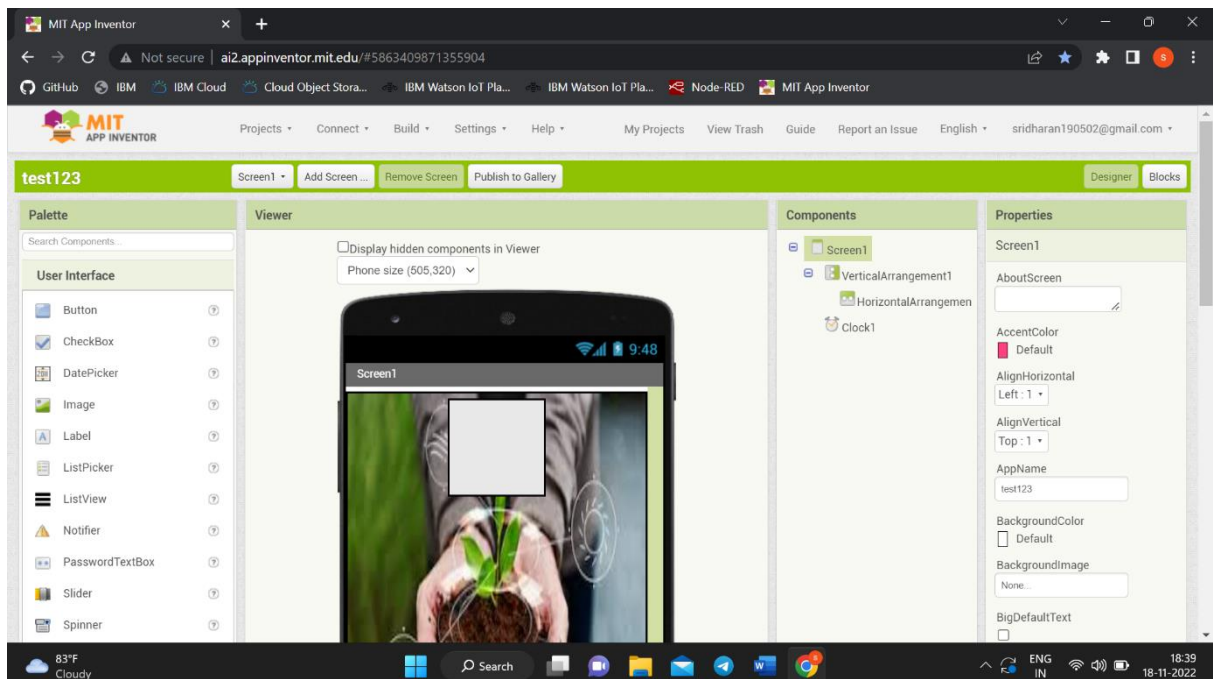 MIT App Inventor
Not secure | ai2.appinventor.mit.edu/#5863409871355904
GitHub IBM IBM Cloud Cloud Object Stora... IBM Watson IoT Pla... IBM Watson IoT Pla... Node-RED MIT App Inventor
MIT
APP INVENTOR
Projects Connect Build Settings Help My Projects View Trash Guide Report an Issue English sridharan190502@gmail.com
test123 Screen1 Add Screen ... Remove Screen Publish to Gallery Designer Blocks
Palette
Search Components...
User Interface
Button
CheckBox
DatePicker
Image
Label
ListPicker
ListView
Notifier
PasswordTextBox
Slider
Spinner
Viewer
Display hidden components in Viewer
Phone size (505,320)
9:48
Screen1
Components
Screen1
VerticalArrangement1
HorizontalArrangemen
Clock1
Properties
Screen1
AboutScreen
AccentColor
Default
AlignHorizontal
Left : 1
AlignVertical
Top : 1
AppName
test123
BackgroundColor
Default
BackgroundImage
None...
BigDefaultText
83°F
Cloudy
Search
ENG
IN
18:39
18-11-2022